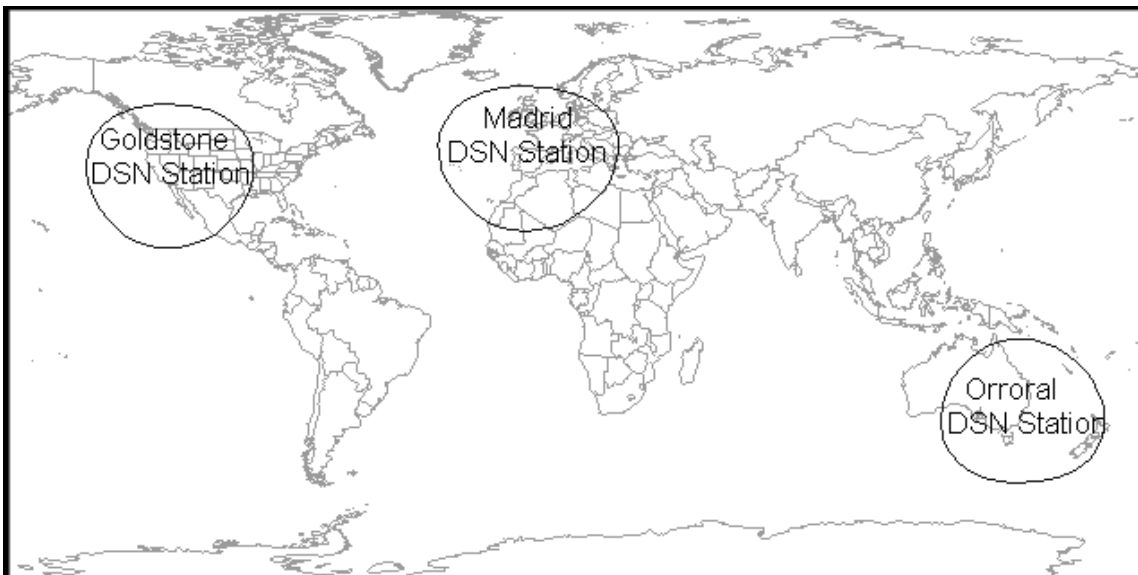 Goldstone
DSN Station
Madrid
DSN Station
Orroral
DSN Station